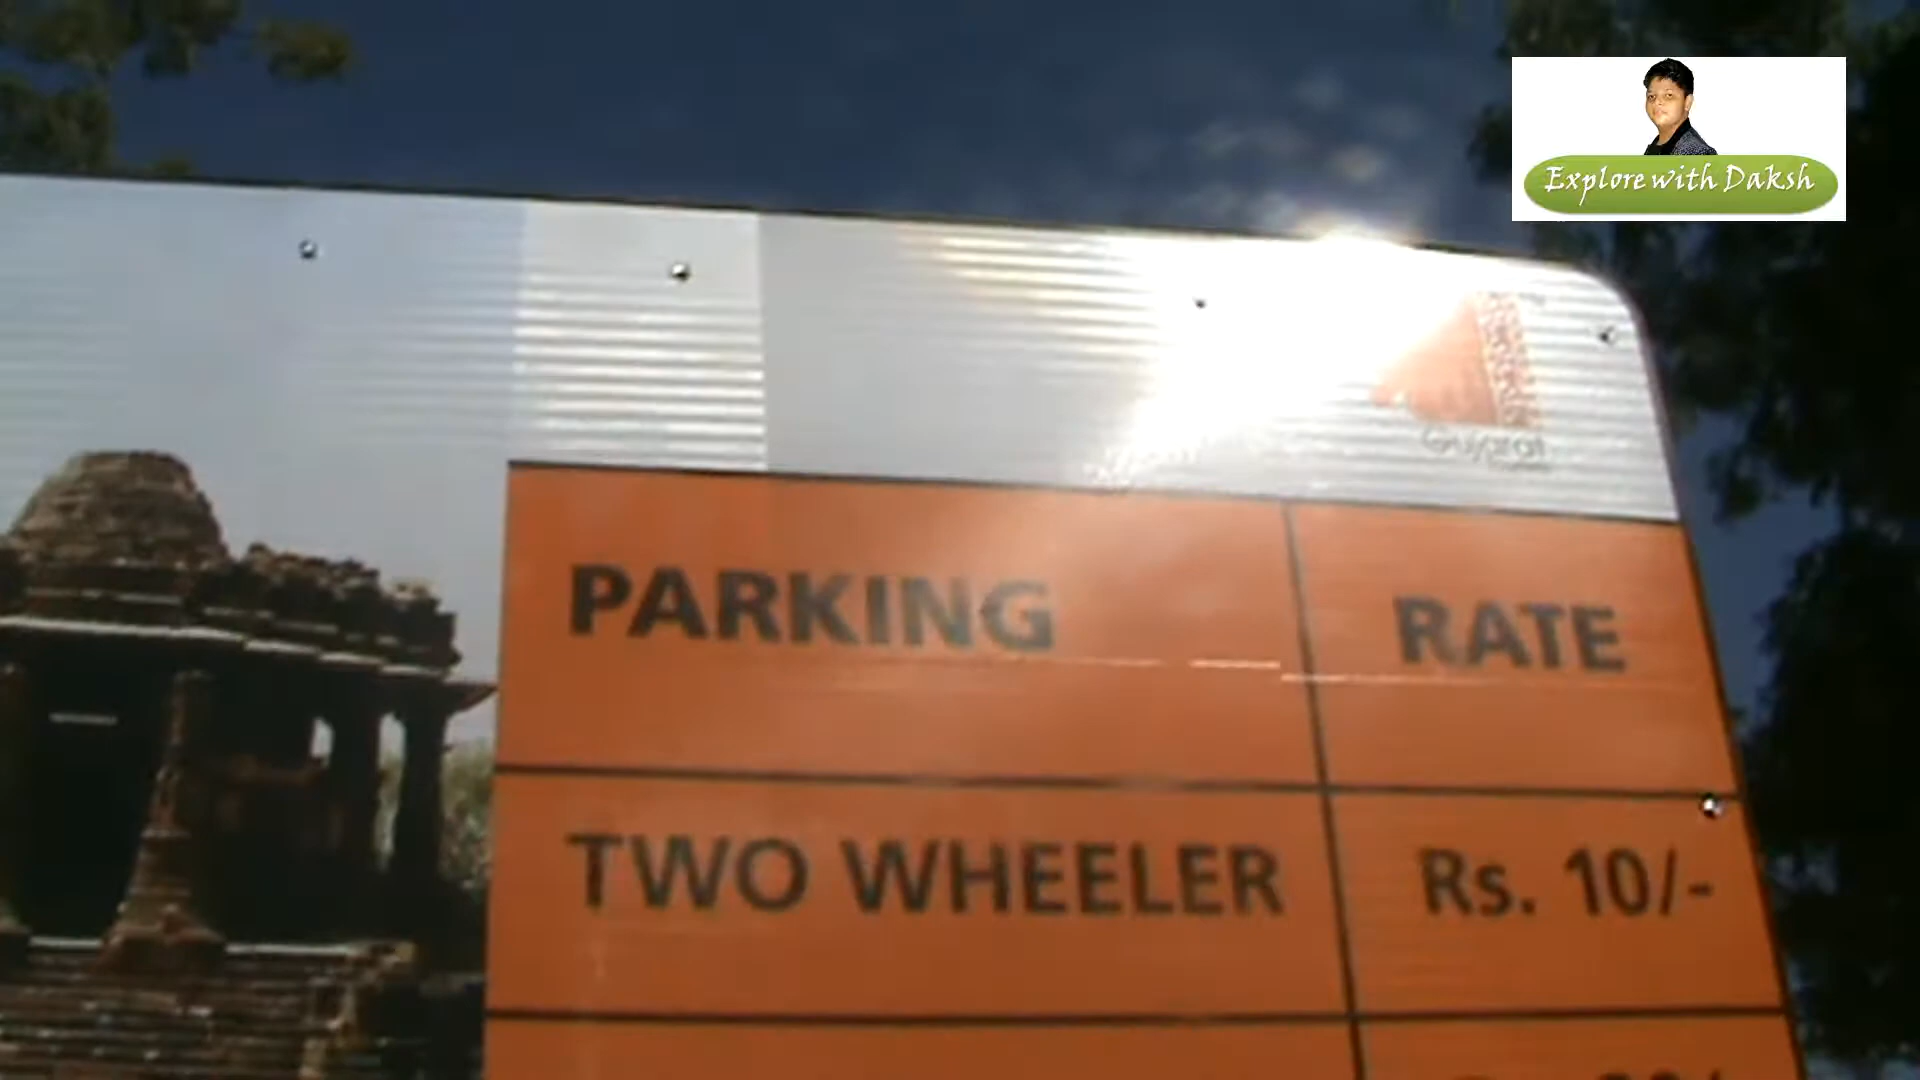 Explore with Daksh
Gujarat
PARKING RATE
TWO WHEELER Rs. 10/-